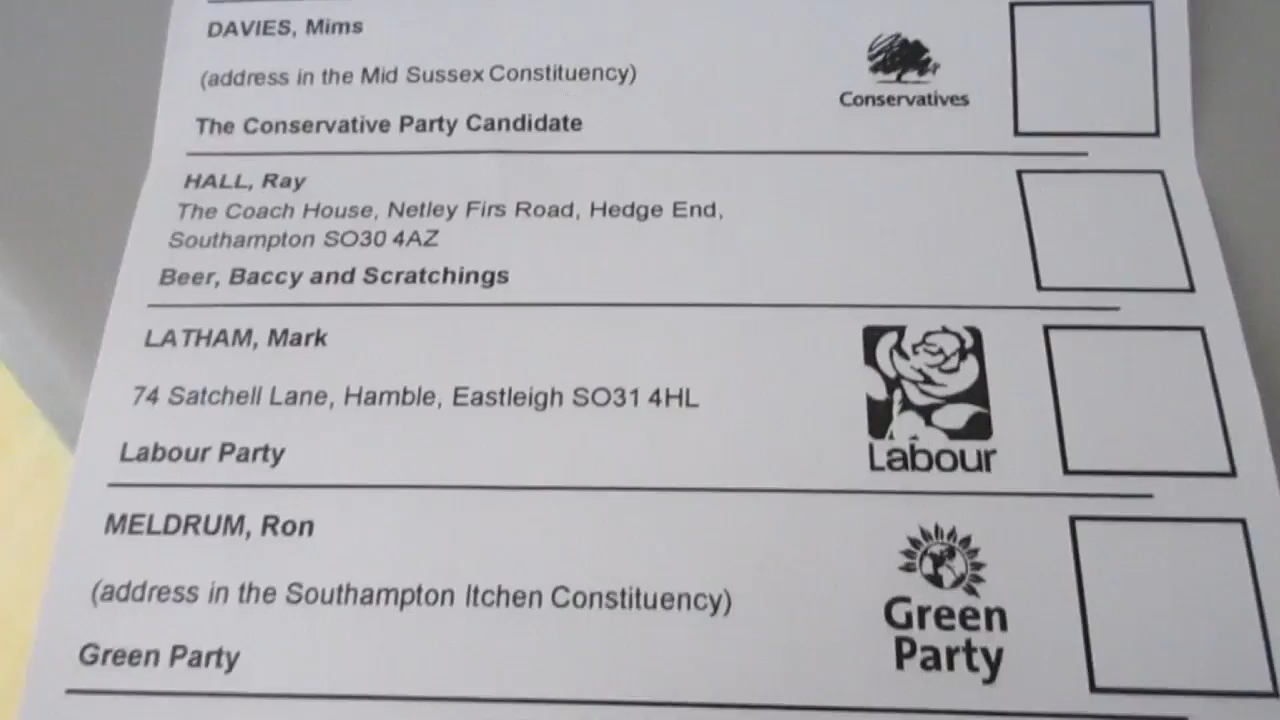 DAVIES, Mims
(address in the Mid Sussex Constituency)
The Conservative Party Candidate
Conservatives
HALL, Ray
The Coach House, Netley Firs Road, Hedge End,
Southampton SO30 4AZ
Beer, Baccy and Scratchings
LATHAM, Mark
74 Satchell Lane, Hamble, Eastleigh SO31 4HL
Labour Party
Labour
MELDRUM, Ron
(address in the Southampton Itchen Constituency)
Green Party
Green
Party